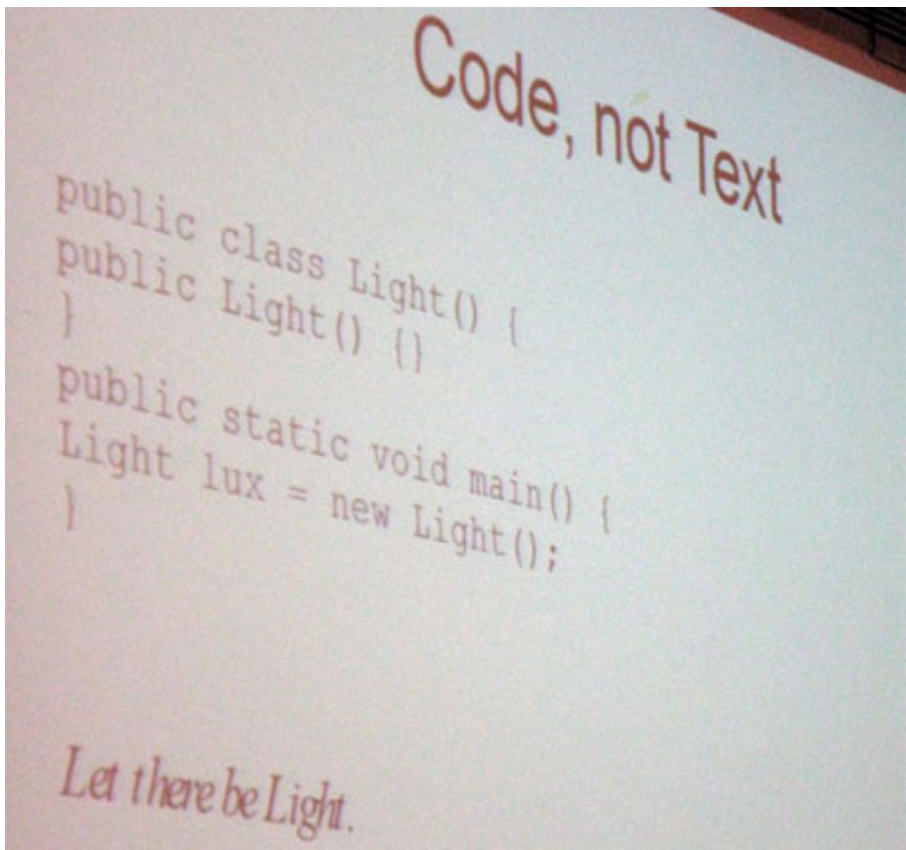 Code, not Text
public class Light() {
public Light() {}
}
public static void main() {
Light lux = new Light();
}
Let there be Light.